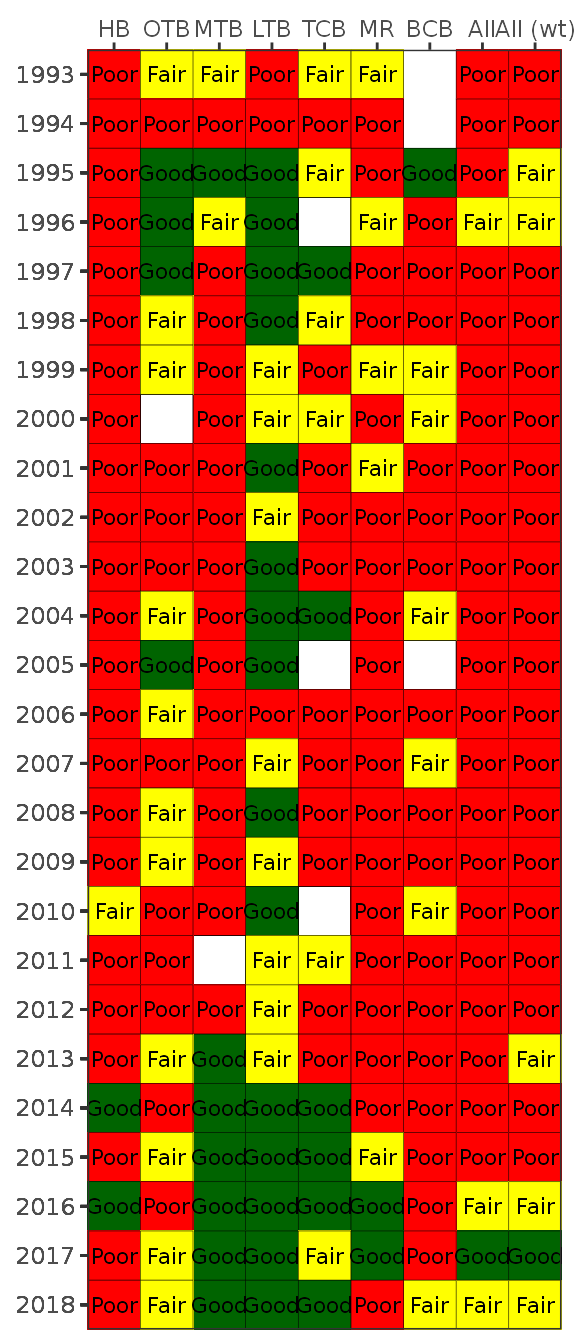 HB OTB MTB LTB TCB MR BCB All All (wt)
1993 Poor Fair Fair Poor Fair Fair Poor Poor
1994 Poor Poor Poor Poor Poor Poor Poor Poor
1995 Poor Good Good Good Fair Poor Good Poor Fair
1996 Poor Good Fair Good Fair Poor Fair Fair
1997 Poor Good Poor Good Good Poor Poor Poor Poor
1998 Poor Fair Poor Good Fair Poor Poor Poor Poor
1999 Poor Fair Poor Fair Poor Fair Fair Poor Poor
2000 Poor Poor Fair Fair Poor Fair Poor Poor
2001 Poor Poor Poor Good Poor Fair Poor Poor Poor
2002 Poor Poor Poor Fair Poor Poor Poor Poor Poor
2003 Poor Poor Poor Good Poor Poor Poor Poor Poor
2004 Poor Fair Poor Good Good Poor Fair Poor Poor
2005 Poor Good Poor Good Poor Poor Poor
2006 Poor Fair Poor Poor Poor Poor Poor Poor Poor
2007 Poor Poor Poor Fair Poor Poor Fair Poor Poor
2008 Poor Fair Poor Good Poor Poor Poor Poor Poor
2009 Poor Fair Poor Fair Poor Poor Poor Poor Poor
2010 Fair Poor Poor Good Poor Fair Poor Poor
2011 Poor Poor Fair Fair Poor Poor Poor Poor
2012 Poor Poor Poor Fair Poor Poor Poor Poor Poor
2013 Poor Fair Good Fair Poor Poor Poor Poor Fair
2014 Good Poor Good Good Good Poor Poor Poor Poor
2015 Poor Fair Good Good Good Fair Poor Poor Poor
2016 Good Poor Good Good Good Good Poor Fair Fair
2017 Poor Fair Good Good Fair Good Poor Good Good
2018 Poor Fair Good Good Good Poor Fair Fair Fair